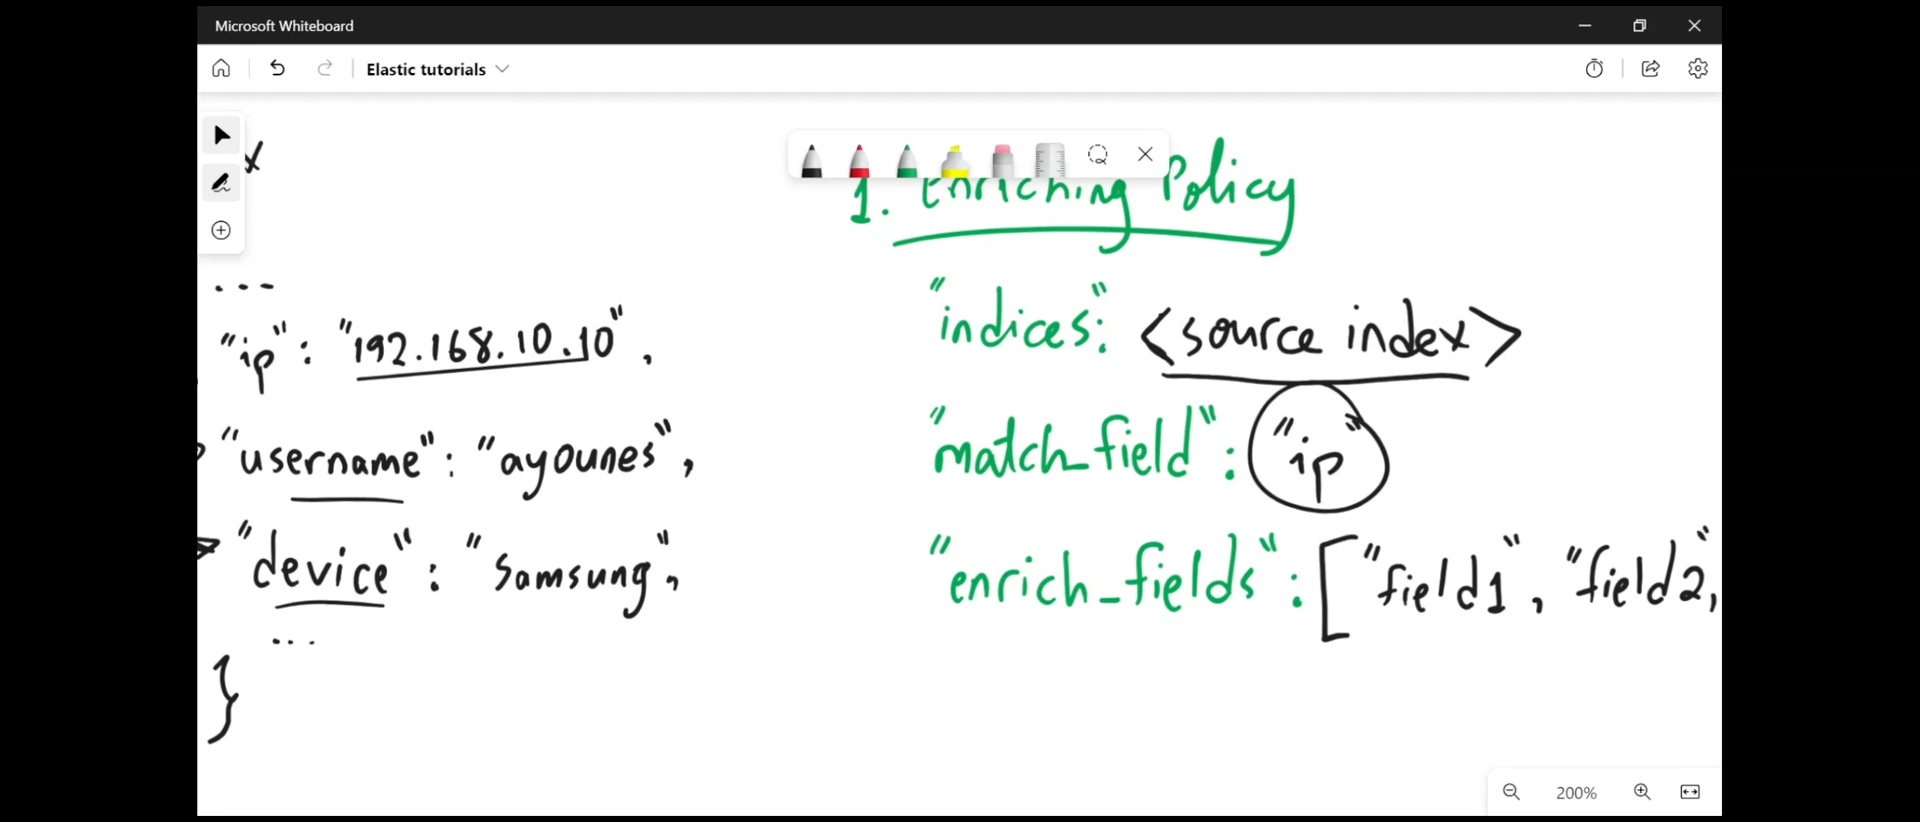 Microsoft Whiteboard
Elastic tutorials
x
1. Enriching Policy
...
"ip": "192.168.10.10",
"username": "ayounes",
"device": "Samsung",
...
}
"indices": <source index>
"match_field": "ip"
"enrich_fields": ["field1", "field2,
200%